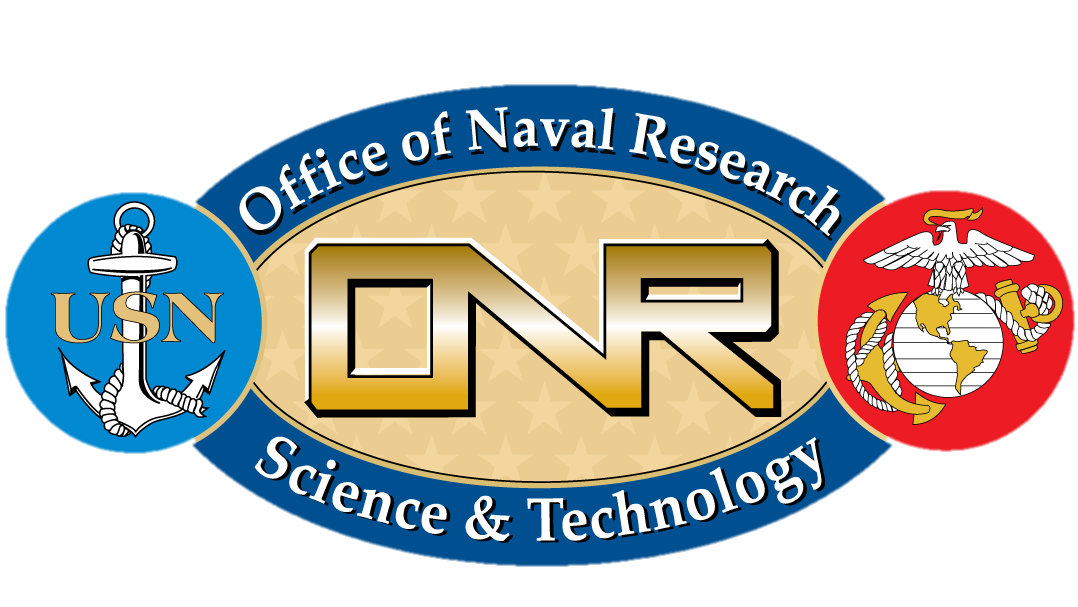 Office of Naval Research
USN
ONR
Science & Technology